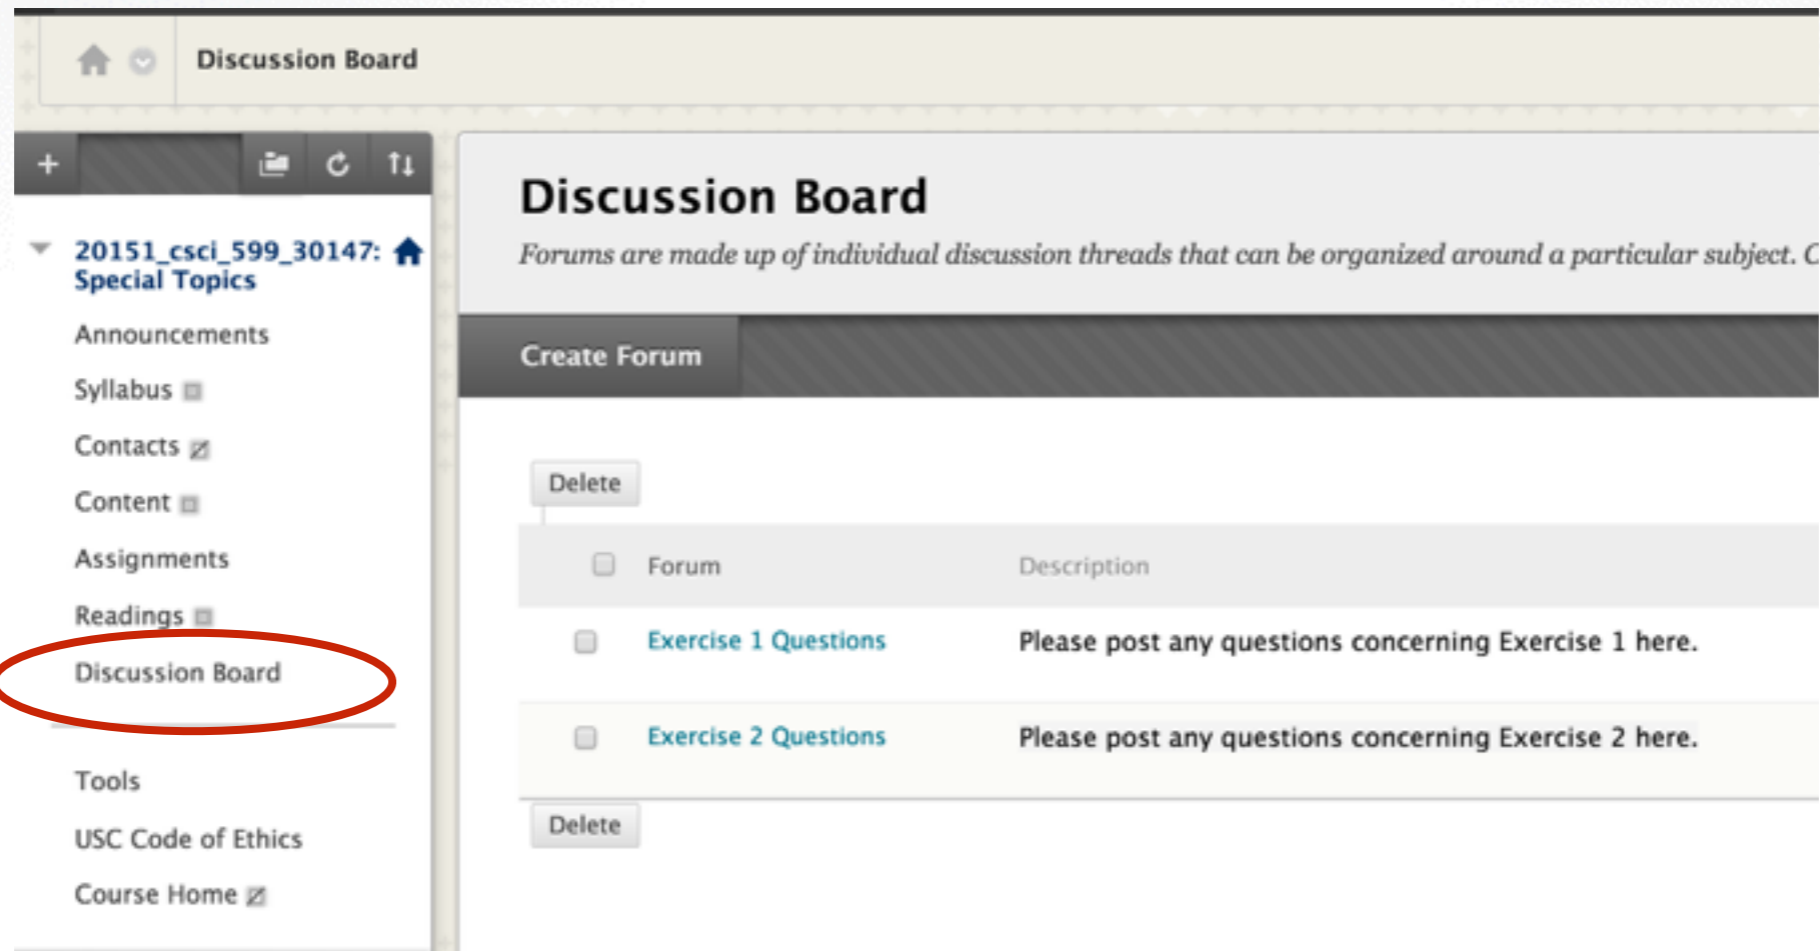 Discussion Board
20151_csci_599_30147:
Special Topics
Announcements
Syllabus
Contacts
Content
Assignments
Readings
Discussion Board
Tools
USC Code of Ethics
Course Home
Discussion Board
Forums are made up of individual discussion threads that can be organized around a particular subject. C
Create Forum
Delete
Forum Description
Exercise 1 Questions Please post any questions concerning Exercise 1 here.
Exercise 2 Questions Please post any questions concerning Exercise 2 here.
Delete